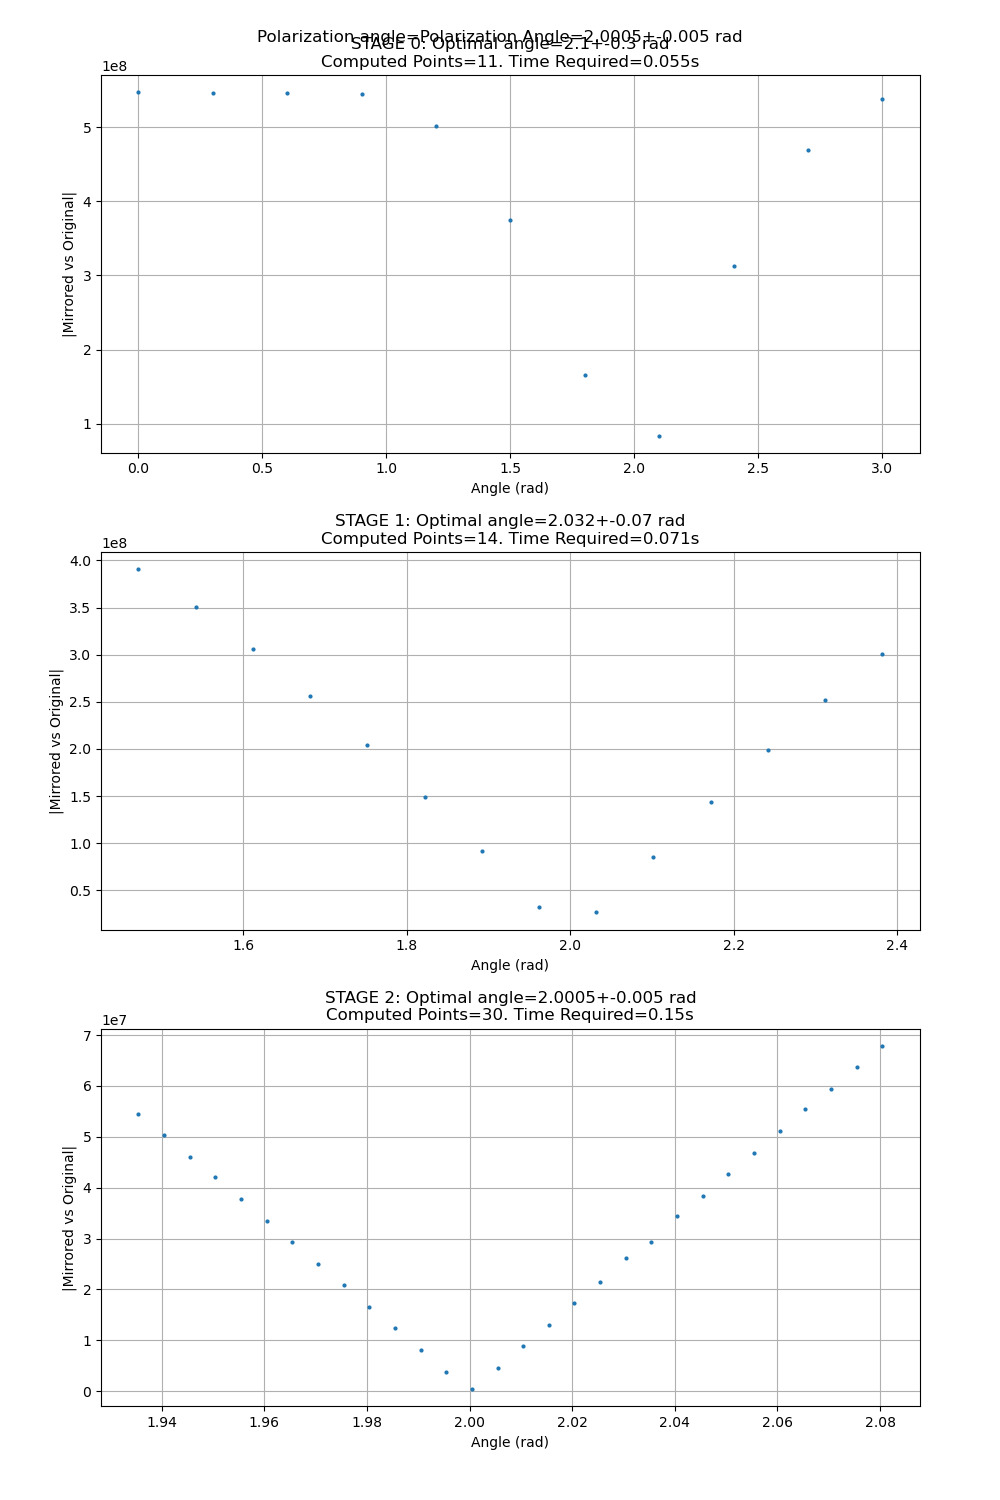 Polarization angle=Polarization Angle=2.0005+-0.005 rad
STAGE 0: Optimal angle=2.1+-0.3 rad
Computed Points=11. Time Required=0.055s
1e8
5
4
3
2
1
|Mirrored vs Original|
0.0 0.5 1.0 1.5 2.0 2.5 3.0
Angle (rad)
STAGE 1: Optimal angle=2.032+-0.07 rad
Computed Points=14. Time Required=0.071s
1e8
4.0
3.5
3.0
2.5
2.0
1.5
1.0
0.5
|Mirrored vs Original|
1.6 1.8 2.0 2.2 2.4
Angle (rad)
STAGE 2: Optimal angle=2.0005+-0.005 rad
Computed Points=30. Time Required=0.15s
1e7
7
6
5
4
3
2
1
0
|Mirrored vs Original|
1.94 1.96 1.98 2.00 2.02 2.04 2.06 2.08
Angle (rad)